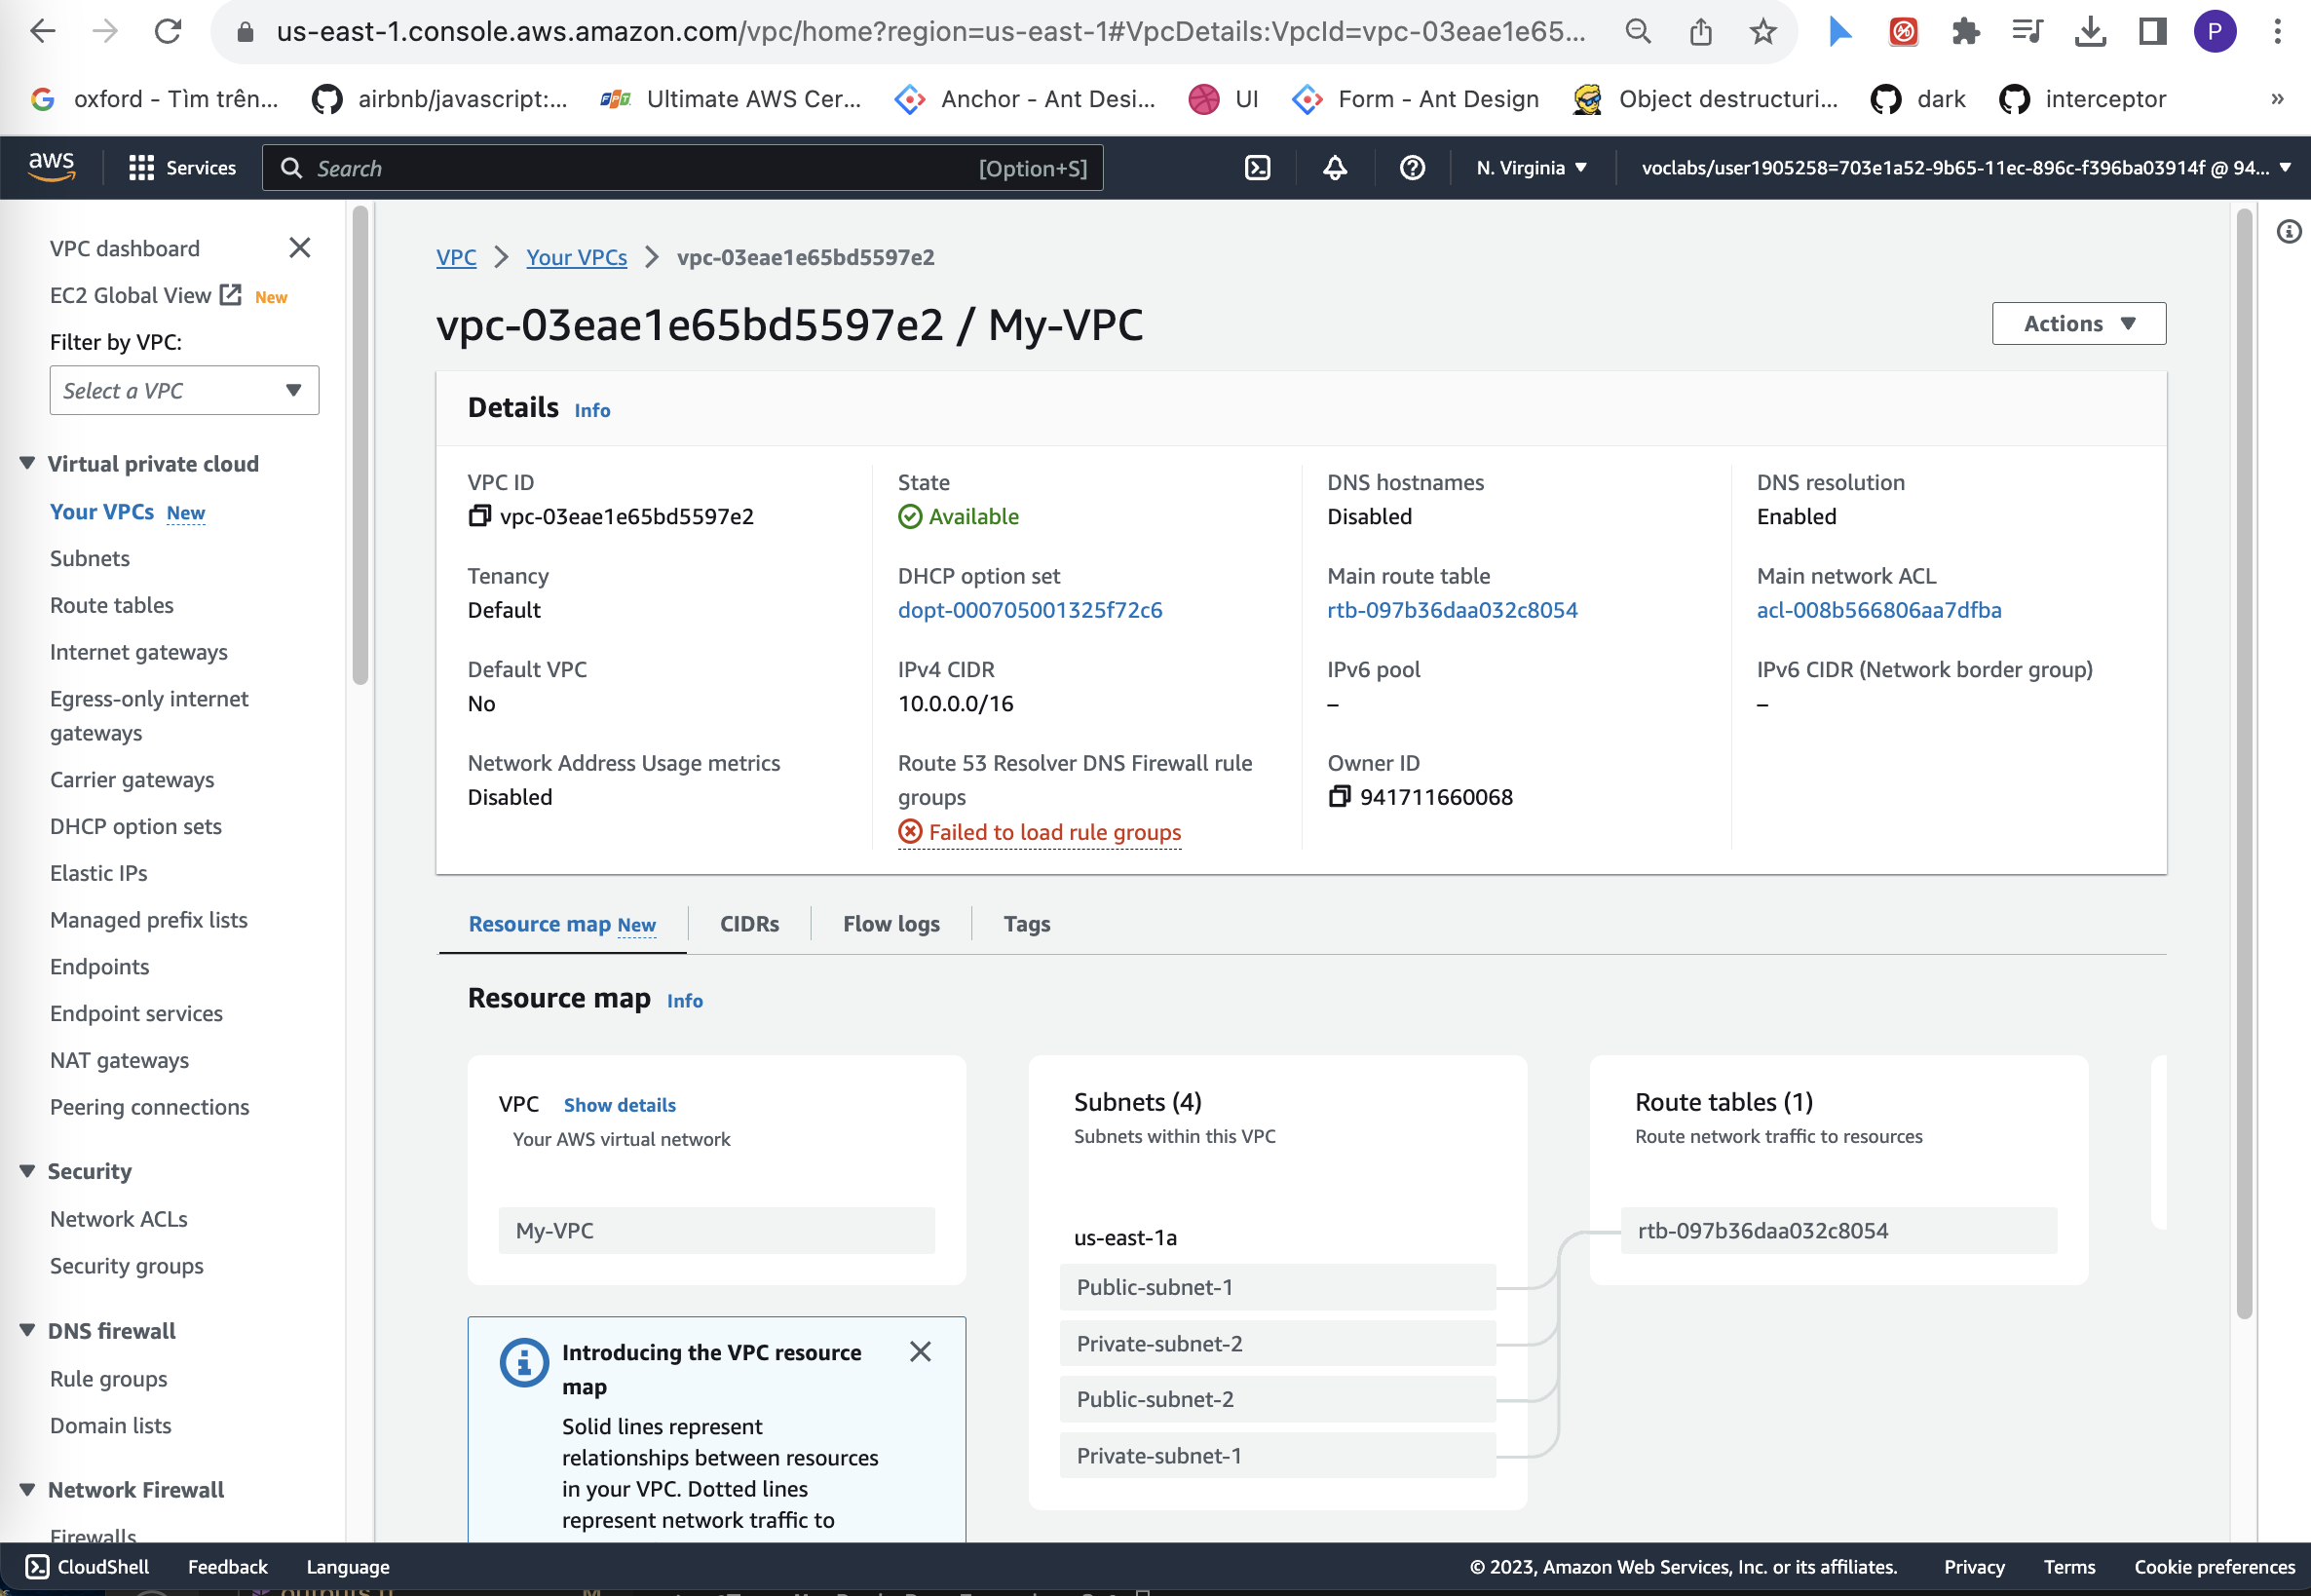 us-east-1.console.aws.amazon.com/vpc/home?region=us-east-1#VpcDetails:VpcId=vpc-03eae1e65...
P
oxford - Tìm trên...
airbnb/javascript:...
Ultimate AWS Cer...
Anchor - Ant Desi...
UI
Form - Ant Design
Object destructuri...
dark
interceptor
»
aws
Services
Search
[Option+S]
N. Virginia
voclabs/user1905258=703e1a52-9b65-11ec-896c-f396ba03914f @ 94...
VPC dashboard
EC2 Global View New
Filter by VPC:
Select a VPC
Virtual private cloud
Your VPCs New
Subnets
Route tables
Internet gateways
Egress-only internet
gateways
Carrier gateways
DHCP option sets
Elastic IPs
Managed prefix lists
Endpoints
Endpoint services
NAT gateways
Peering connections
Security
Network ACLs
Security groups
DNS firewall
Rule groups
Domain lists
Network Firewall
Firewalls
VPC > Your VPCs > vpc-03eae1e65bd5597e2
vpc-03eae1e65bd5597e2 / My-VPC
Actions
Details Info
VPC ID
vpc-03eae1e65bd5597e2
State
Available
DNS hostnames
Disabled
DNS resolution
Enabled
Tenancy
Default
DHCP option set
dopt-000705001325f72c6
Main route table
rtb-097b36daa032c8054
Main network ACL
acl-008b566806aa7dfba
Default VPC
No
IPv4 CIDR
10.0.0.0/16
IPv6 pool
–
IPv6 CIDR (Network border group)
–
Network Address Usage metrics
Disabled
Route 53 Resolver DNS Firewall rule
groups
Failed to load rule groups
Owner ID
941711660068
Resource map New
CIDRs
Flow logs
Tags
Resource map Info
VPC Show details
Your AWS virtual network
My-VPC
Introducing the VPC resource
map
Solid lines represent
relationships between resources
in your VPC. Dotted lines
represent network traffic to
Subnets (4)
Subnets within this VPC
us-east-1a
Public-subnet-1
Private-subnet-2
Public-subnet-2
Private-subnet-1
Route tables (1)
Route network traffic to resources
rtb-097b36daa032c8054
CloudShell
Feedback
Language
© 2023, Amazon Web Services, Inc. or its affiliates.
Privacy
Terms
Cookie preferences